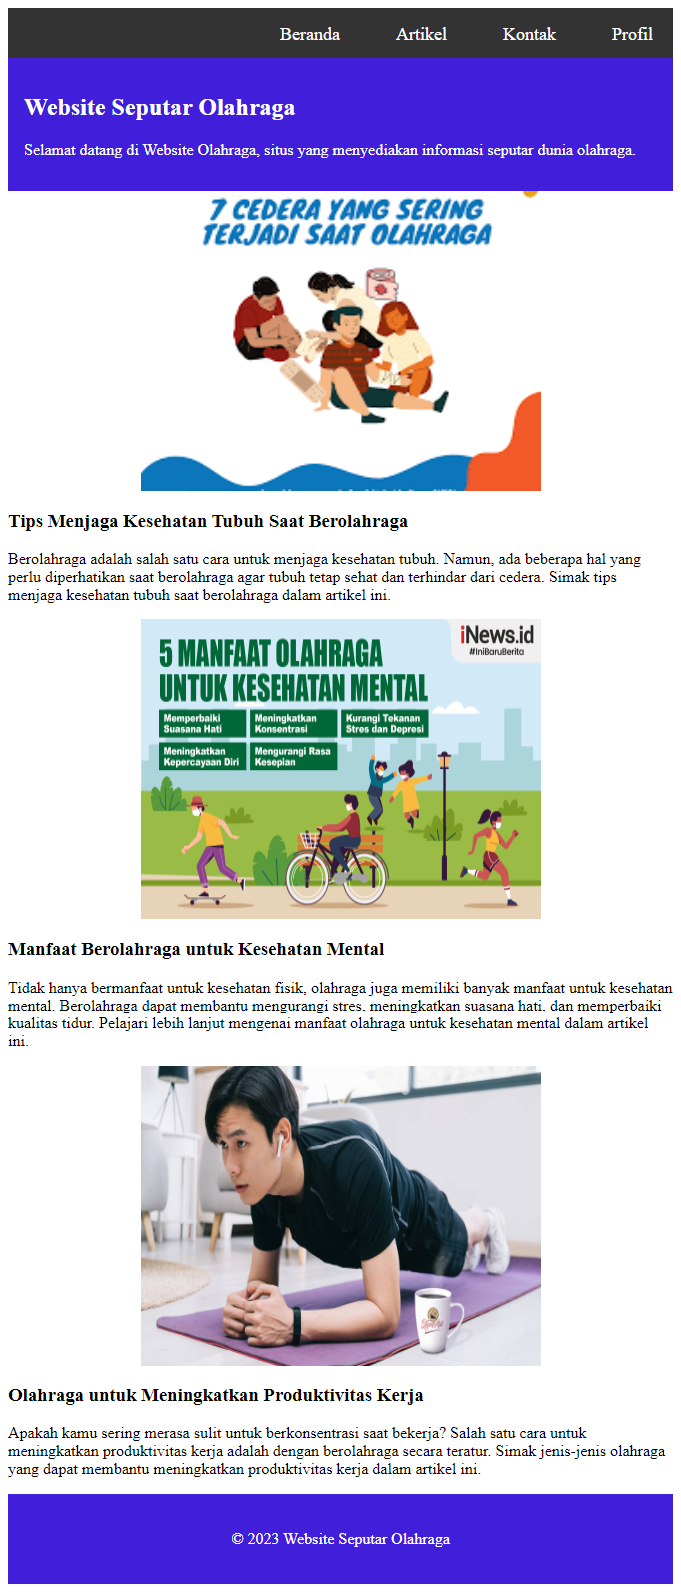 Beranda Artikel Kontak Profil
Website Seputar Olahraga
Selamat datang di Website Olahraga, situs yang menyediakan informasi seputar dunia olahraga.
7 CEDERA YANG SERING
TERJADI SAAT OLAHRAGA
Tips Menjaga Kesehatan Tubuh Saat Berolahraga
Berolahraga adalah salah satu cara untuk menjaga kesehatan tubuh. Namun, ada beberapa hal yang
perlu diperhatikan saat berolahraga agar tubuh tetap sehat dan terhindar dari cedera. Simak tips
menjaga kesehatan tubuh saat berolahraga dalam artikel ini.
iNews.id
#IniBaruBerita
5 MANFAAT OLAHRAGA
UNTUK KESEHATAN MENTAL
Memperbaiki Suasana Hati
Meningkatkan Konsentrasi
Kurangi Tekanan Stres dan Depresi
Meningkatkan Kepercayaan Diri
Mengurangi Rasa Kesepian
Manfaat Berolahraga untuk Kesehatan Mental
Tidak hanya bermanfaat untuk kesehatan fisik, olahraga juga memiliki banyak manfaat untuk kesehatan
mental. Berolahraga dapat membantu mengurangi stres, meningkatkan suasana hati, dan memperbaiki
kualitas tidur. Pelajari lebih lanjut mengenai manfaat olahraga untuk kesehatan mental dalam artikel
ini.
Olahraga untuk Meningkatkan Produktivitas Kerja
Apakah kamu sering merasa sulit untuk berkonsentrasi saat bekerja? Salah satu cara untuk
meningkatkan produktivitas kerja adalah dengan berolahraga secara teratur. Simak jenis-jenis olahraga
yang dapat membantu meningkatkan produktivitas kerja dalam artikel ini.
© 2023 Website Seputar Olahraga